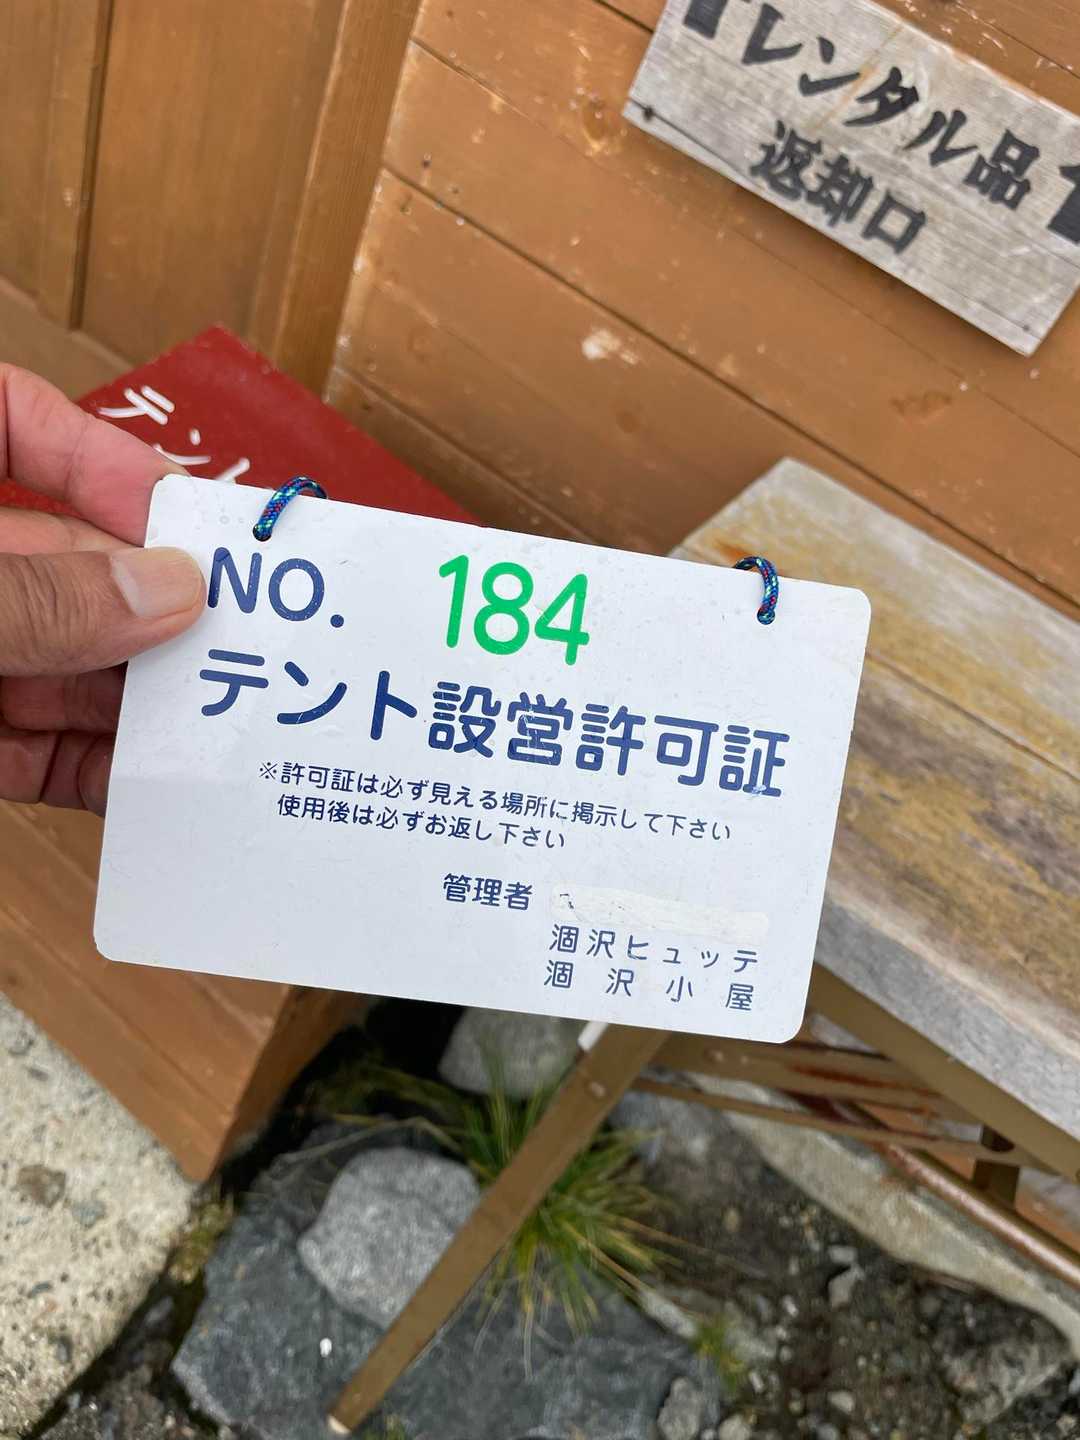 レンタル品
返却口
テント
NO. 184
テント設営許可証
※許可証は必ず見える場所に掲示して下さい
使用後は必ずお返し下さい
管理者
涸沢ヒュッテ
涸沢小屋